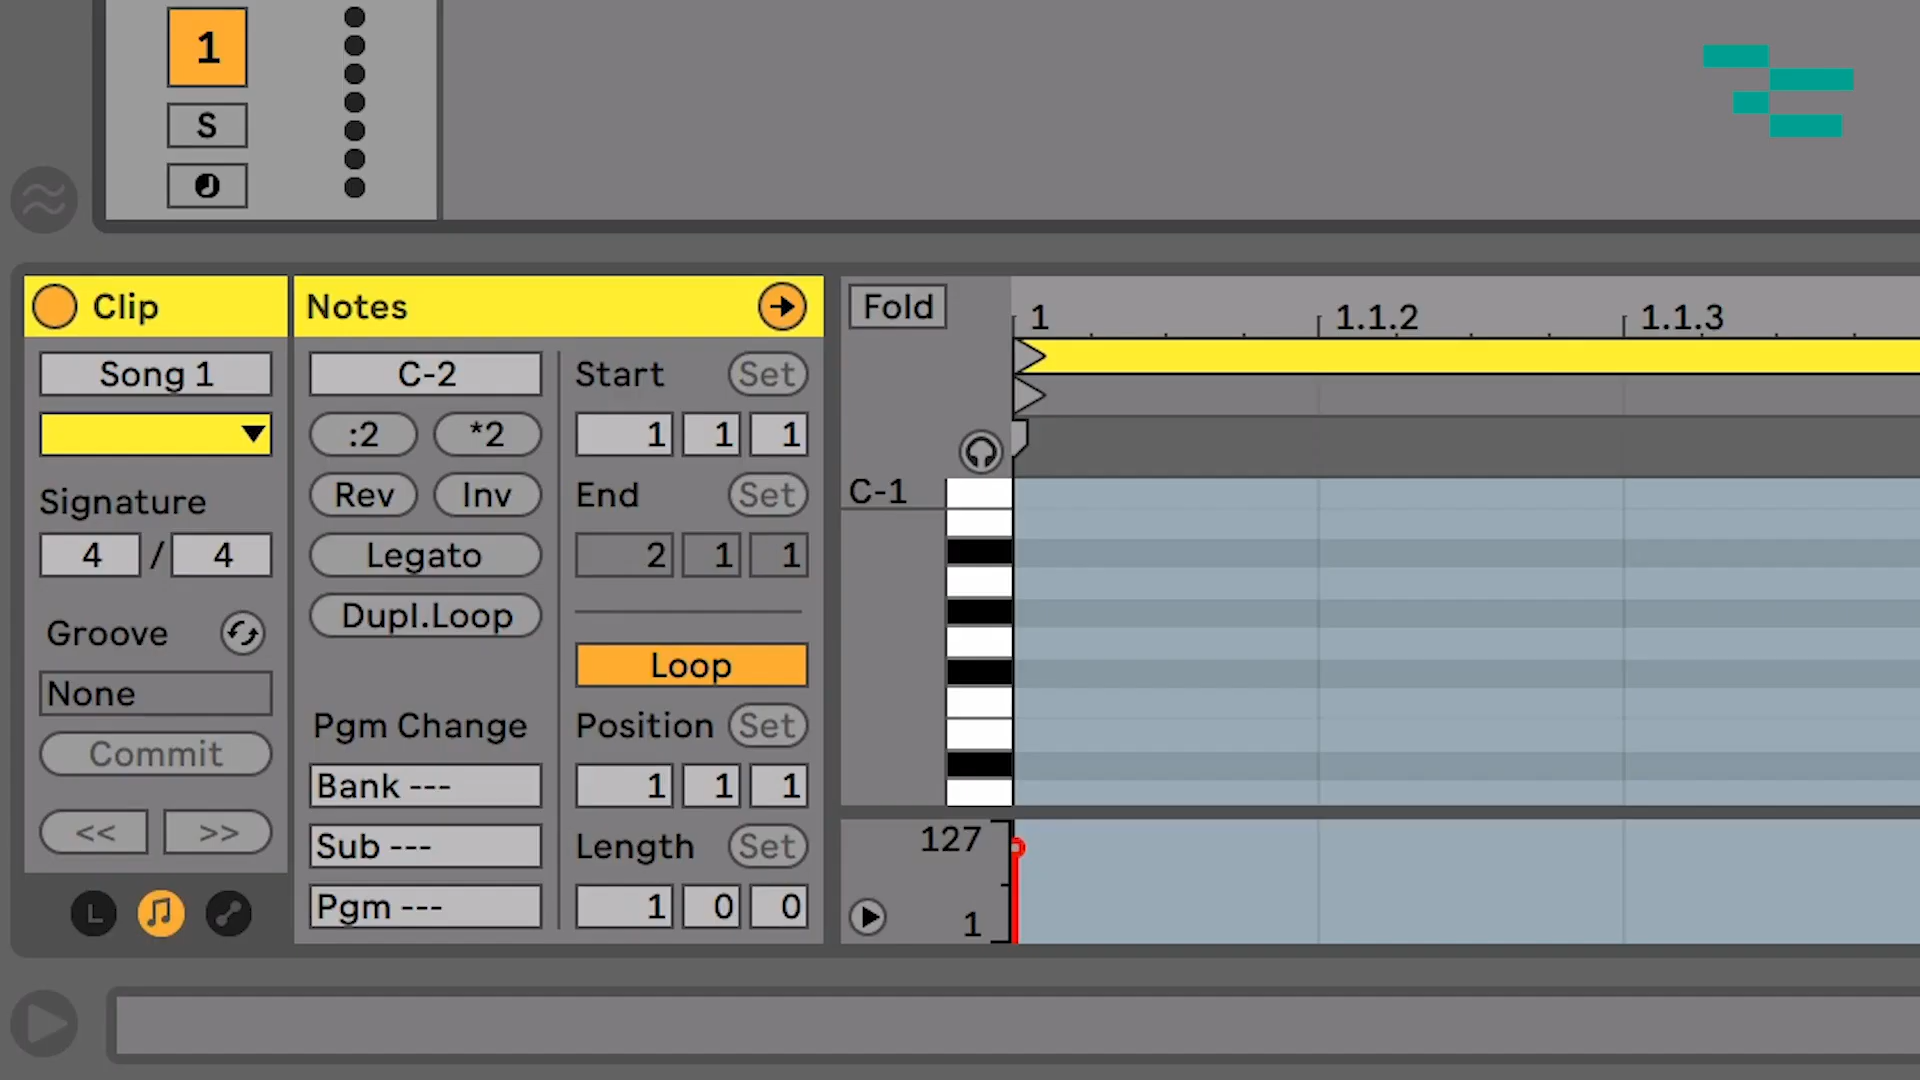 1
S
Clip
Notes
Fold
1 1.1.2 1.1.3
Song 1
C-2
Start Set
:2 *2
1 1 1
Signature
Rev Inv
End Set
C-1
4 / 4
Legato
2 1 1
Dupl.Loop
Groove
Loop
None
Pgm Change
Position Set
Commit
Bank ---
1 1 1
<< >>
Sub ---
Length Set
127
Pgm ---
1 0 0
1
L